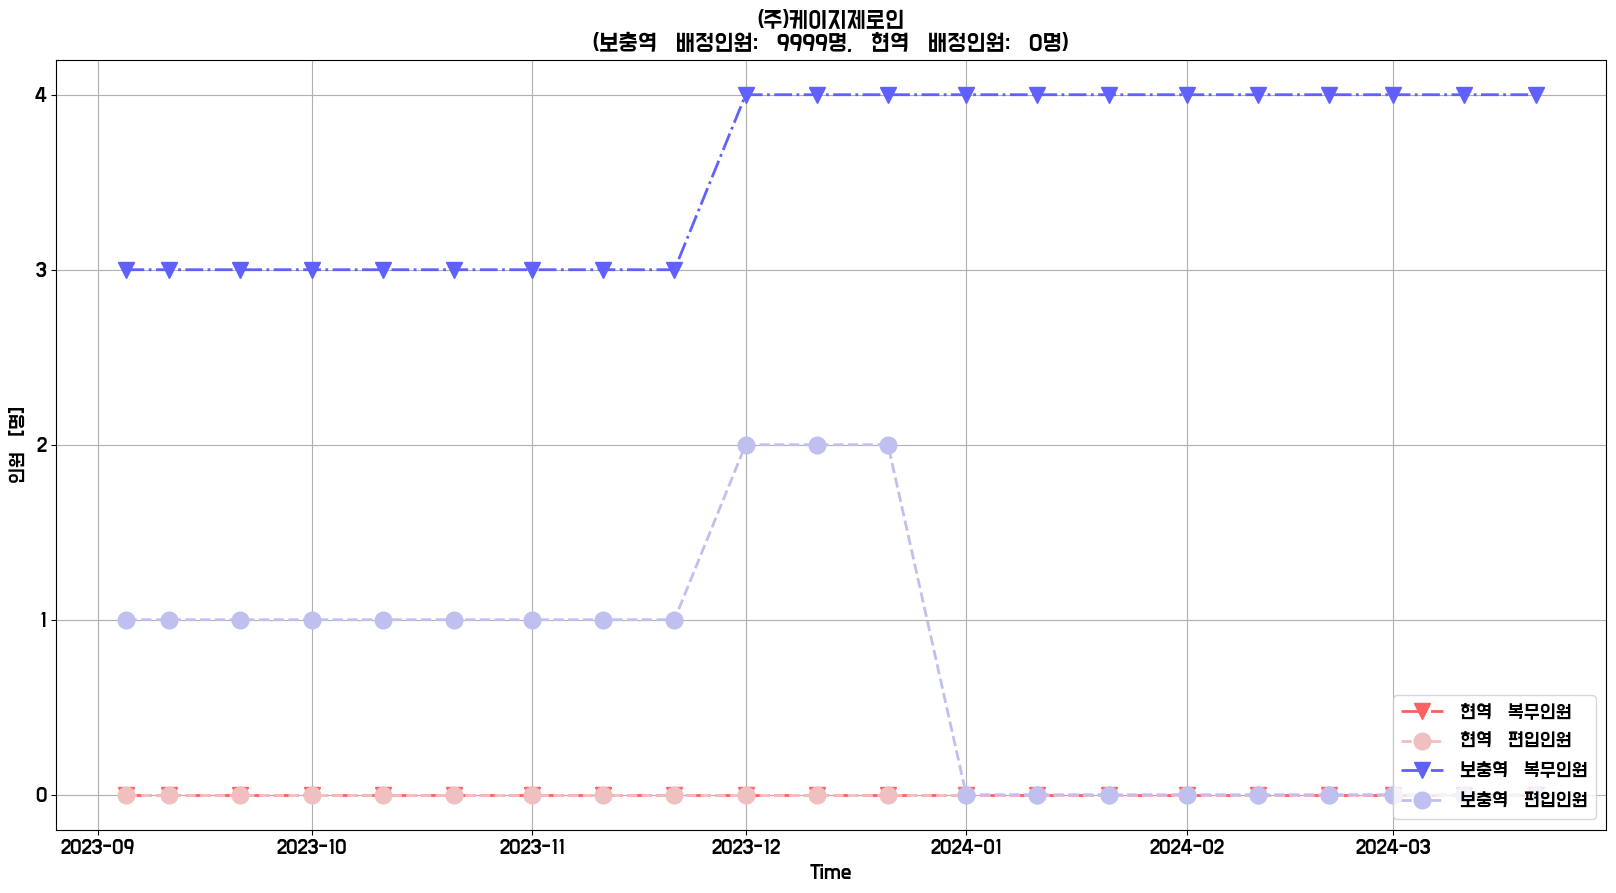 (주)케이지제로인
(보충역 배정인원: 9999명, 현역 배정인원: 0명)
인원 [명]
4
3
2
1
0
현역 복무인원
현역 편입인원
보충역 복무인원
보충역 편입인원
2023-09 2023-10 2023-11 2023-12 2024-01 2024-02 2024-03
Time